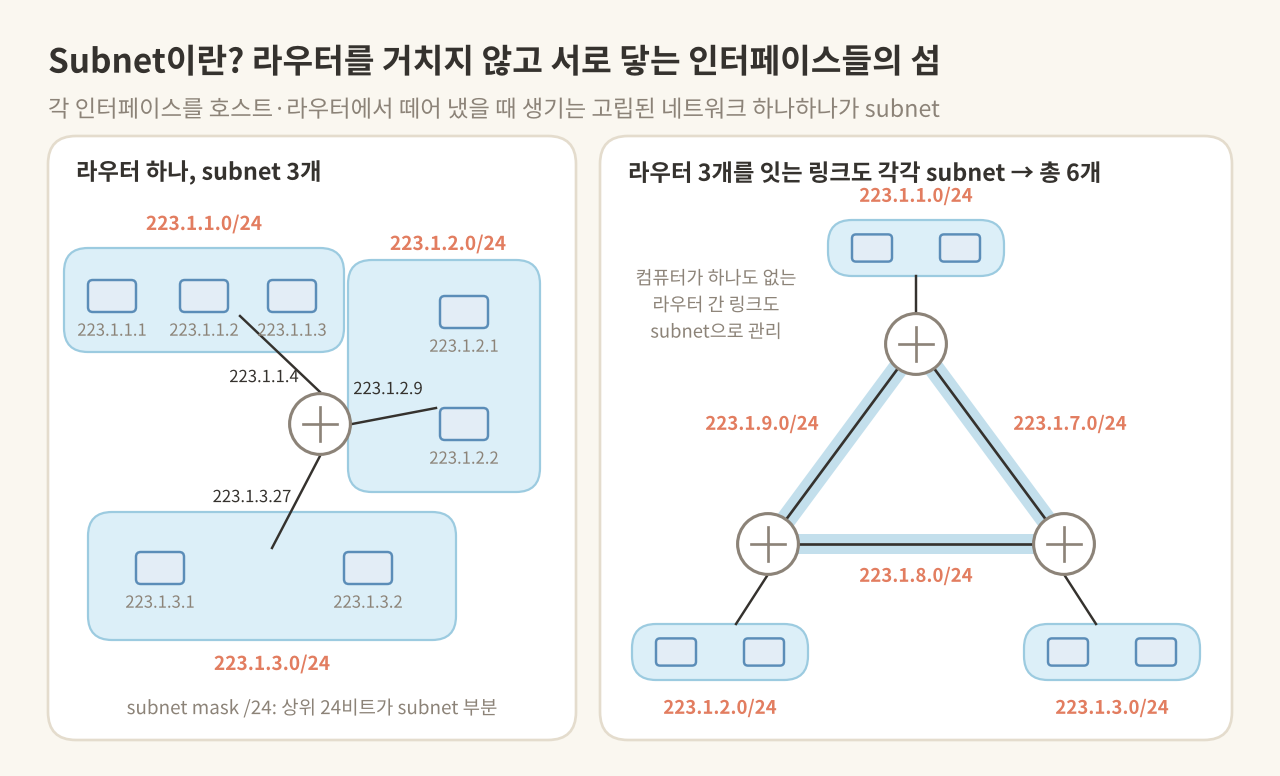 Subnet이란? 라우터를 거치지 않고 서로 닿는 인터페이스들의 섬
각 인터페이스를 호스트·라우터에서 떼어 냈을 때 생기는 고립된 네트워크 하나하나가 subnet
라우터 하나, subnet 3개
223.1.1.0/24
223.1.2.0/24
223.1.1.1
223.1.1.2
223.1.1.3
223.1.2.1
223.1.1.4
223.1.2.9
223.1.2.2
223.1.3.27
223.1.3.1
223.1.3.2
223.1.3.0/24
subnet mask /24: 상위 24비트가 subnet 부분
라우터 3개를 잇는 링크도 각각 subnet → 총 6개
223.1.1.0/24
컴퓨터가 하나도 없는
라우터 간 링크도
subnet으로 관리
223.1.9.0/24
223.1.7.0/24
223.1.8.0/24
223.1.2.0/24
223.1.3.0/24